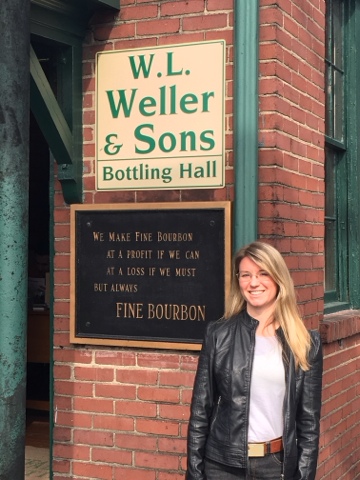 W.L.
Weller
& Sons
Bottling Hall
WE MAKE FINE BOURBON
AT A PROFIT IF WE CAN
AT A LOSS IF WE MUST
BUT ALWAYS
FINE BOURBON